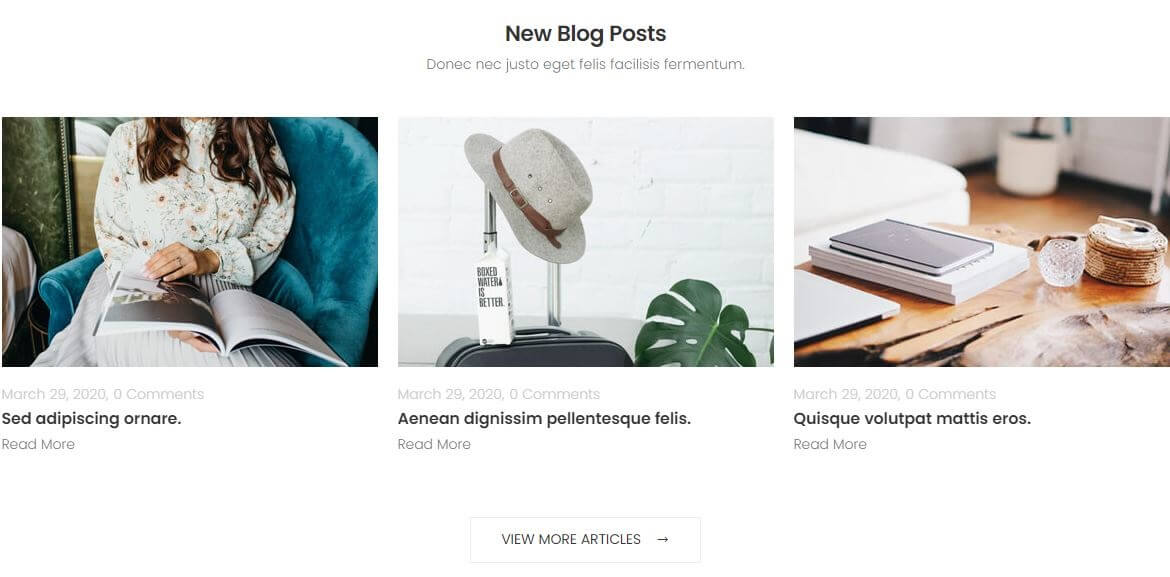 New Blog Posts
Donec nec justo eget felis facilisis fermentum.
BOXED
WATER
IS
BETTER.
March 29, 2020, 0 Comments
Sed adipiscing ornare.
Read More
March 29, 2020, 0 Comments
Aenean dignissim pellentesque felis.
Read More
March 29, 2020, 0 Comments
Quisque volutpat mattis eros.
Read More
VIEW MORE ARTICLES →